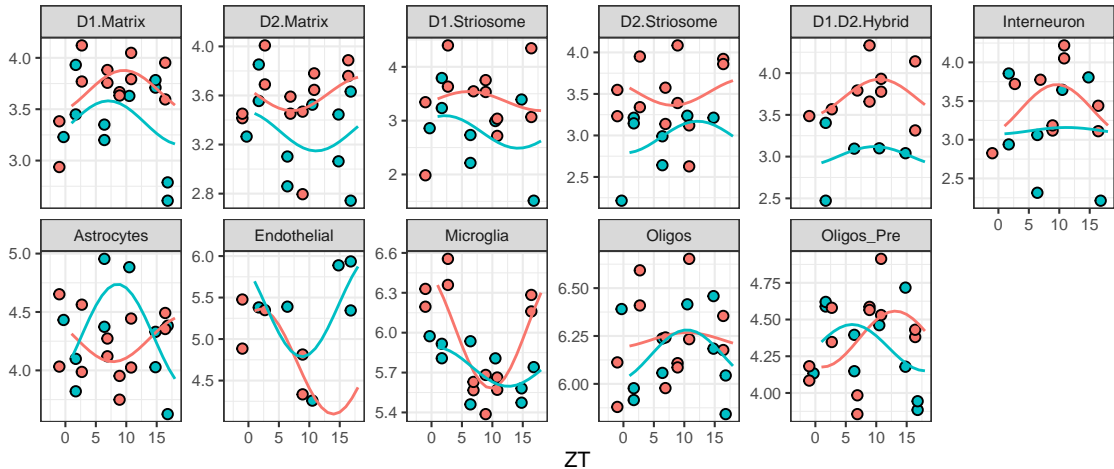 D1.Matrix D2.Matrix D1.Striosome D2.Striosome D1.D2.Hybrid Interneuron
4.0 3.5 3.0
4.0 3.6 3.2 2.8
4 3 2
4.0 3.5 3.0 2.5
4.0 3.5 3.0 2.5
4.0 3.5 3.0 2.5
0 5 10 15
Astrocytes Endothelial Microglia Oligos Oligos_Pre
5.0 4.5 4.0
6.0 5.5 5.0 4.5
6.6 6.3 6.0 5.7 5.4
6.50 6.25 6.00
4.75 4.50 4.25 4.00
0 5 10 15 0 5 10 15 0 5 10 15 0 5 10 15 0 5 10 15
ZT